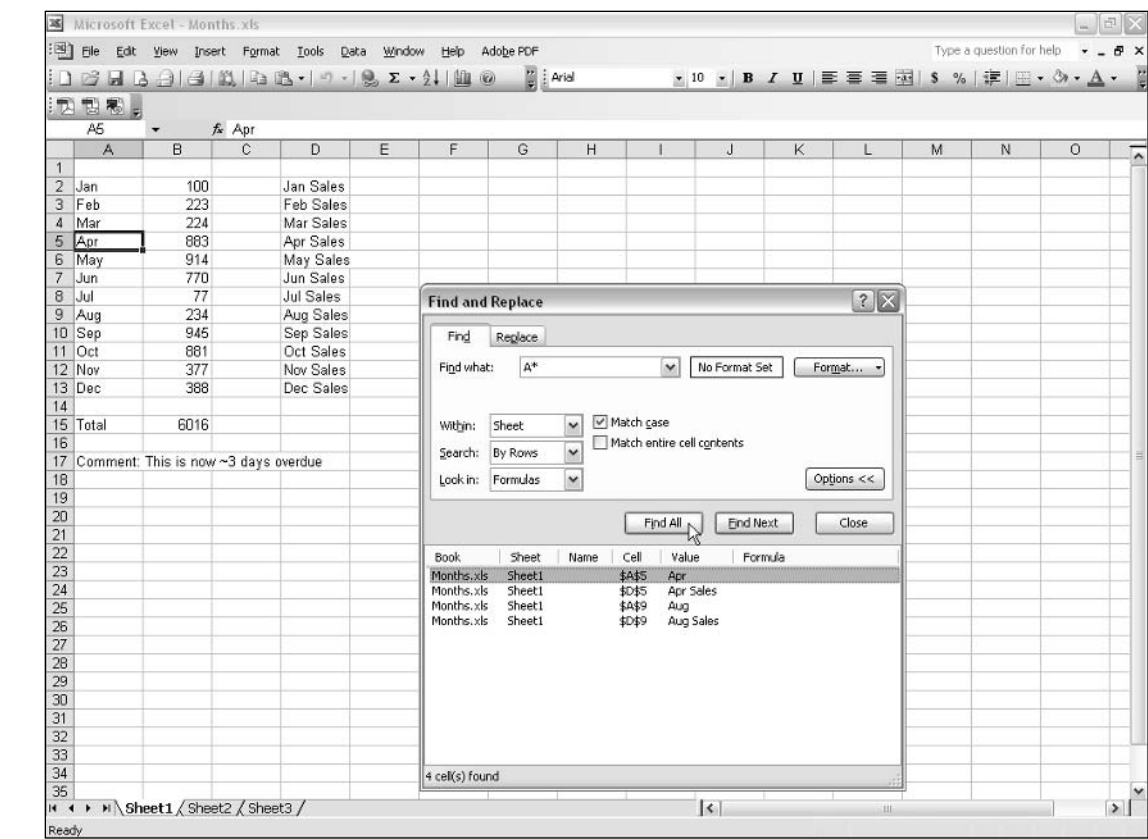 Microsoft Excel - Months.xls
File Edit View Insert Format Tools Data Window Help Adobe PDF Type a question for help
Arial 10 B I U $ %
A5 fx Apr
A B C D E F G H I J K L M N O
1
2 Jan 100 Jan Sales
3 Feb 223 Feb Sales
4 Mar 224 Mar Sales
5 Apr 883 Apr Sales
6 May 914 May Sales
7 Jun 770 Jun Sales
8 Jul 77 Jul Sales
9 Aug 234 Aug Sales
10 Sep 945 Sep Sales
11 Oct 881 Oct Sales
12 Nov 377 Nov Sales
13 Dec 388 Dec Sales
14
15 Total 6016
16
17 Comment: This is now ~3 days overdue
18
19
20
21
22
23
24
25
26
27
28
29
30
31
32
33
34
35
Find and Replace
Find Replace
Find what: A* No Format Set Format...
Within: Sheet Match case
Match entire cell contents
Search: By Rows
Look in: Formulas Options <<
Find All Find Next Close
Book Sheet Name Cell Value Formula
Months.xls Sheet1 $A$5 Apr
Months.xls Sheet1 $D$5 Apr Sales
Months.xls Sheet1 $A$9 Aug
Months.xls Sheet1 $D$9 Aug Sales
4 cell(s) found
Sheet1 Sheet2 Sheet3
Ready